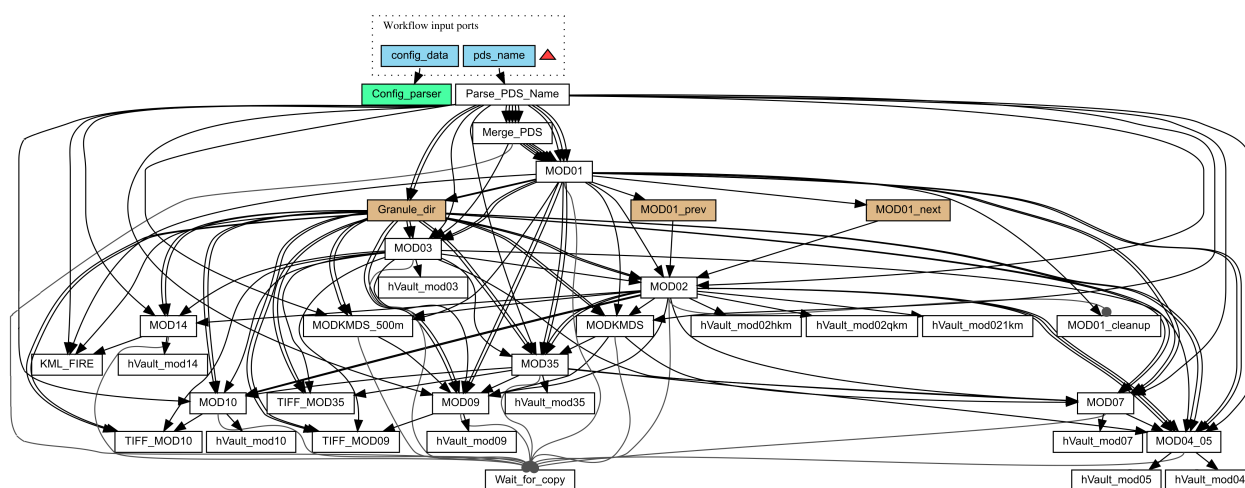 Workflow input ports
config_data
pds_name
Config_parser
Parse_PDS_Name
Merge_PDS
MOD01
Granule_dir
MOD01_prev
MOD01_next
MOD03
hVault_mod03
MOD02
MOD14
MODKMDS_500m
MODKMDS
hVault_mod02hkm
hVault_mod02qkm
hVault_mod021km
MOD01_cleanup
KML_FIRE
hVault_mod14
MOD35
MOD10
TIFF_MOD35
MOD09
hVault_mod35
MOD07
TIFF_MOD10
hVault_mod10
TIFF_MOD09
hVault_mod09
hVault_mod07
MOD04_05
Wait_for_copy
hVault_mod05
hVault_mod04